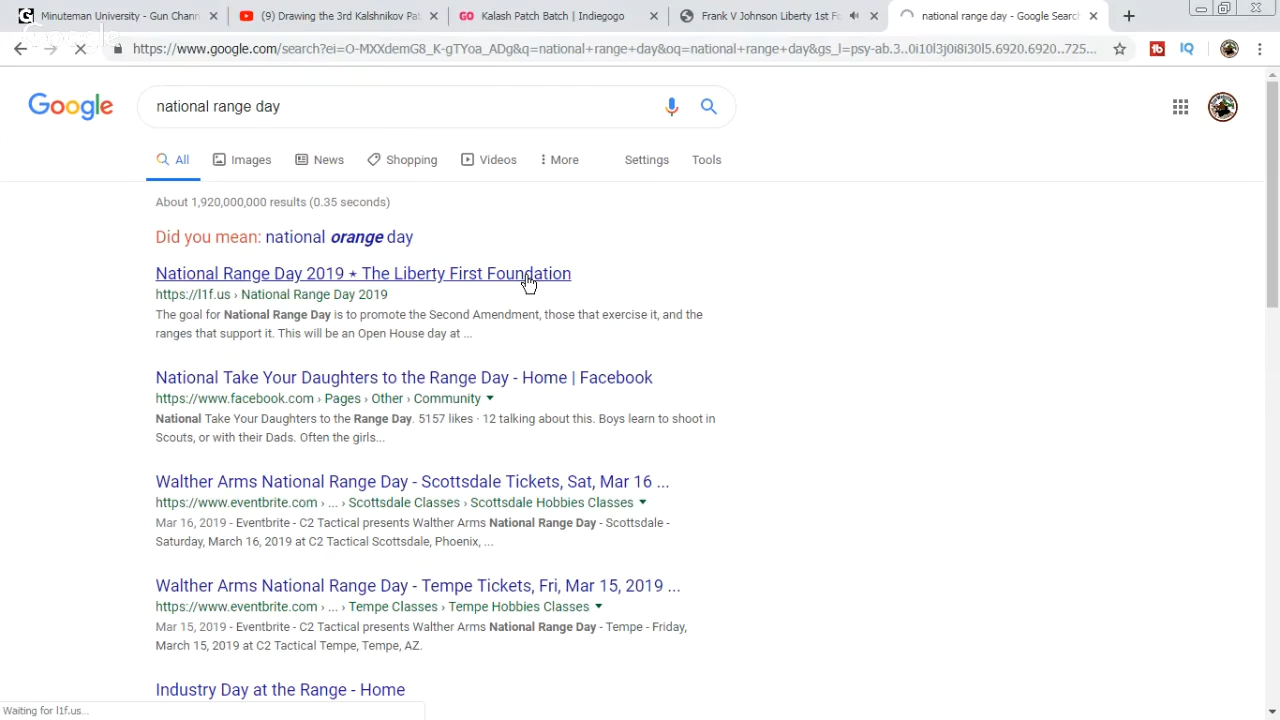 Minuteman University - Gun Chann
(9) Drawing the 3rd Kalshnikov Pat
Kalash Patch Batch | Indiegogo
Frank V Johnson Liberty 1st Fo
national range day - Google Search
https://www.google.com/search?ei=O-MXXdemG8_K-gTYoa_ADg&q=national+range+day&oq=national+range+day&gs_l=psy-ab.3..0i10l3j0i8i30l5.6920.6920..725...
Google
national range day
All
Images
News
Shopping
Videos
More
Settings
Tools
About 1,920,000,000 results (0.35 seconds)
Did you mean: national orange day
National Range Day 2019 ⋆ The Liberty First Foundation
https://l1f.us › National Range Day 2019
The goal for National Range Day is to promote the Second Amendment, those that exercise it, and the
ranges that support it. This will be an Open House day at ...
National Take Your Daughters to the Range Day - Home | Facebook
https://www.facebook.com › Pages › Other › Community
National Take Your Daughters to the Range Day. 5157 likes · 12 talking about this. Boys learn to shoot in
Scouts, or with their Dads. Often the girls...
Walther Arms National Range Day - Scottsdale Tickets, Sat, Mar 16 ...
https://www.eventbrite.com › ... › Scottsdale Classes › Scottsdale Hobbies Classes
Mar 16, 2019 - Eventbrite - C2 Tactical presents Walther Arms National Range Day - Scottsdale -
Saturday, March 16, 2019 at C2 Tactical Scottsdale, Phoenix, ...
Walther Arms National Range Day - Tempe Tickets, Fri, Mar 15, 2019 ...
https://www.eventbrite.com › ... › Tempe Classes › Tempe Hobbies Classes
Mar 15, 2019 - Eventbrite - C2 Tactical presents Walther Arms National Range Day - Tempe - Friday,
March 15, 2019 at C2 Tactical Tempe, Tempe, AZ.
Industry Day at the Range - Home
Waiting for l1f.us...